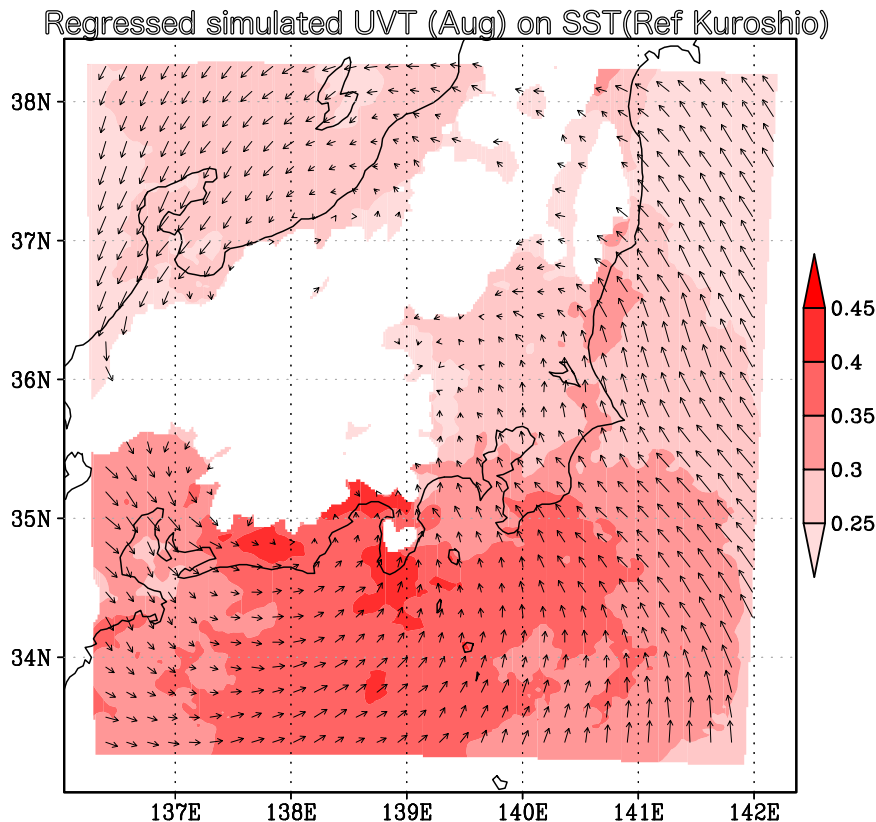 Regressed simulated UVT (Aug) on SST(Ref Kuroshio)
38N
37N
36N
35N
34N
137E 138E 139E 140E 141E 142E
0.45
0.4
0.35
0.3
0.25